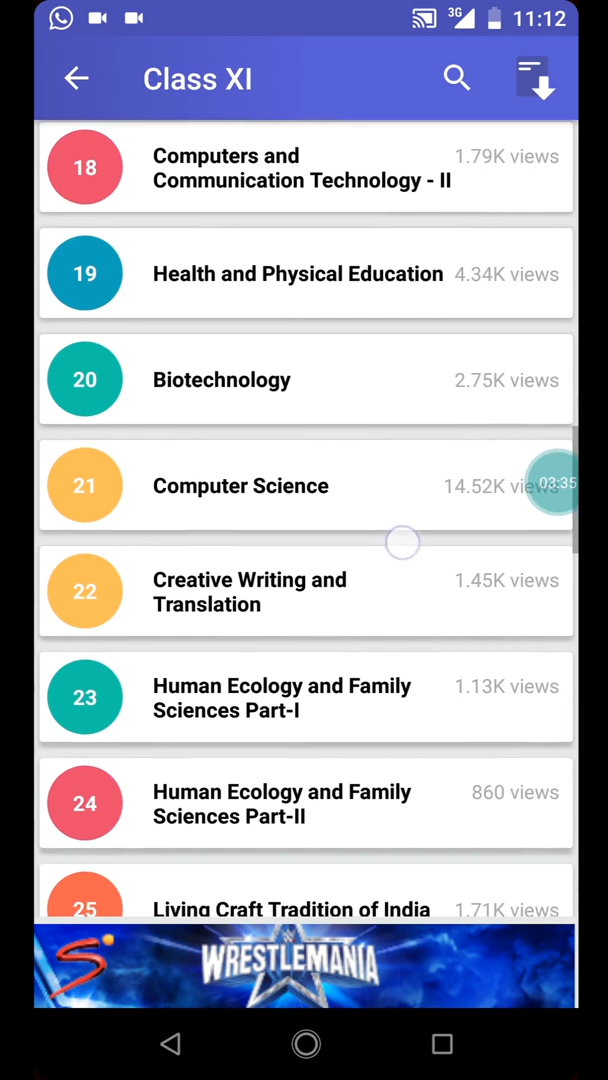 3G 11:12
Class XI
18
Computers and
Communication Technology - II
1.79K views
19
Health and Physical Education
4.34K views
20
Biotechnology
2.75K views
21
Computer Science
14.52K views
03:35
22
Creative Writing and
Translation
1.45K views
23
Human Ecology and Family
Sciences Part-I
1.13K views
24
Human Ecology and Family
Sciences Part-II
860 views
25
Living Craft Tradition of India
1.71K views
WRESTLEMANIA